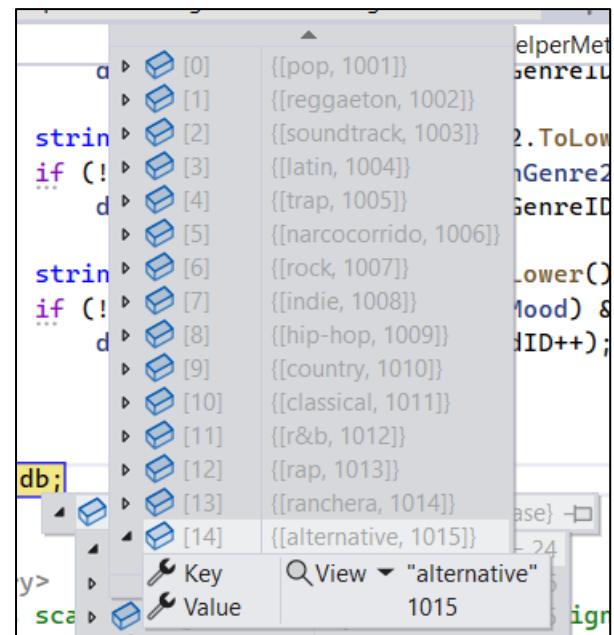 elperMet
[0] {[pop, 1001]}
GenreID
[1] {[reggaeton, 1002]}
strin [2] {[soundtrack, 1003]} 2.ToLow
if (! [3] {[latin, 1004]} nGenre2
d [4] {[trap, 1005]} GenreID
[5] {[narcocorrido, 1006]}
strin [6] {[rock, 1007]} Lower()
if (! [7] {[indie, 1008]} Mood) &
d [8] {[hip-hop, 1009]} dID++);
[9] {[country, 1010]}
[10] {[classical, 1011]}
[11] {[r&b, 1012]}
db; [12] {[rap, 1013]}
[13] {[ranchera, 1014]} ase}
[14] {[alternative, 1015]} = 24
y> Key View "alternative"
sca Value 1015 ign